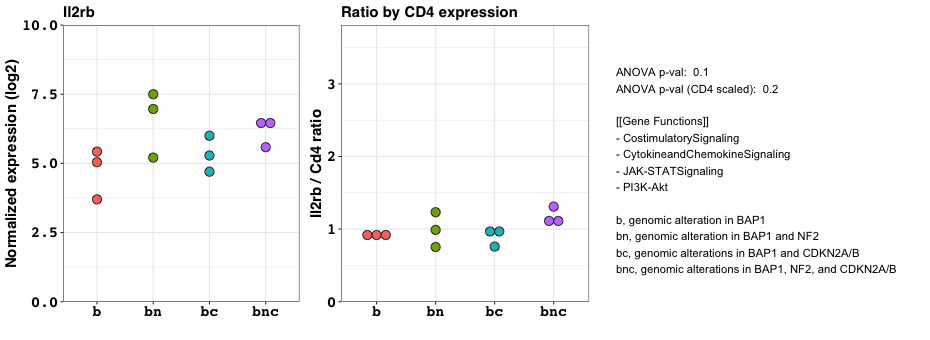 Il2rb
Normalized expression (log2)
10.0
7.5
5.0
2.5
0.0
b bn bc bnc
Ratio by CD4 expression
Il2rb / Cd4 ratio
3
2
1
0
b bn bc bnc
ANOVA p-val: 0.1
ANOVA p-val (CD4 scaled): 0.2
[[Gene Functions]]
- CostimulatorySignaling
- CytokineandChemokineSignaling
- JAK-STATSignaling
- PI3K-Akt
b, genomic alteration in BAP1
bn, genomic alteration in BAP1 and NF2
bc, genomic alterations in BAP1 and CDKN2A/B
bnc, genomic alterations in BAP1, NF2, and CDKN2A/B